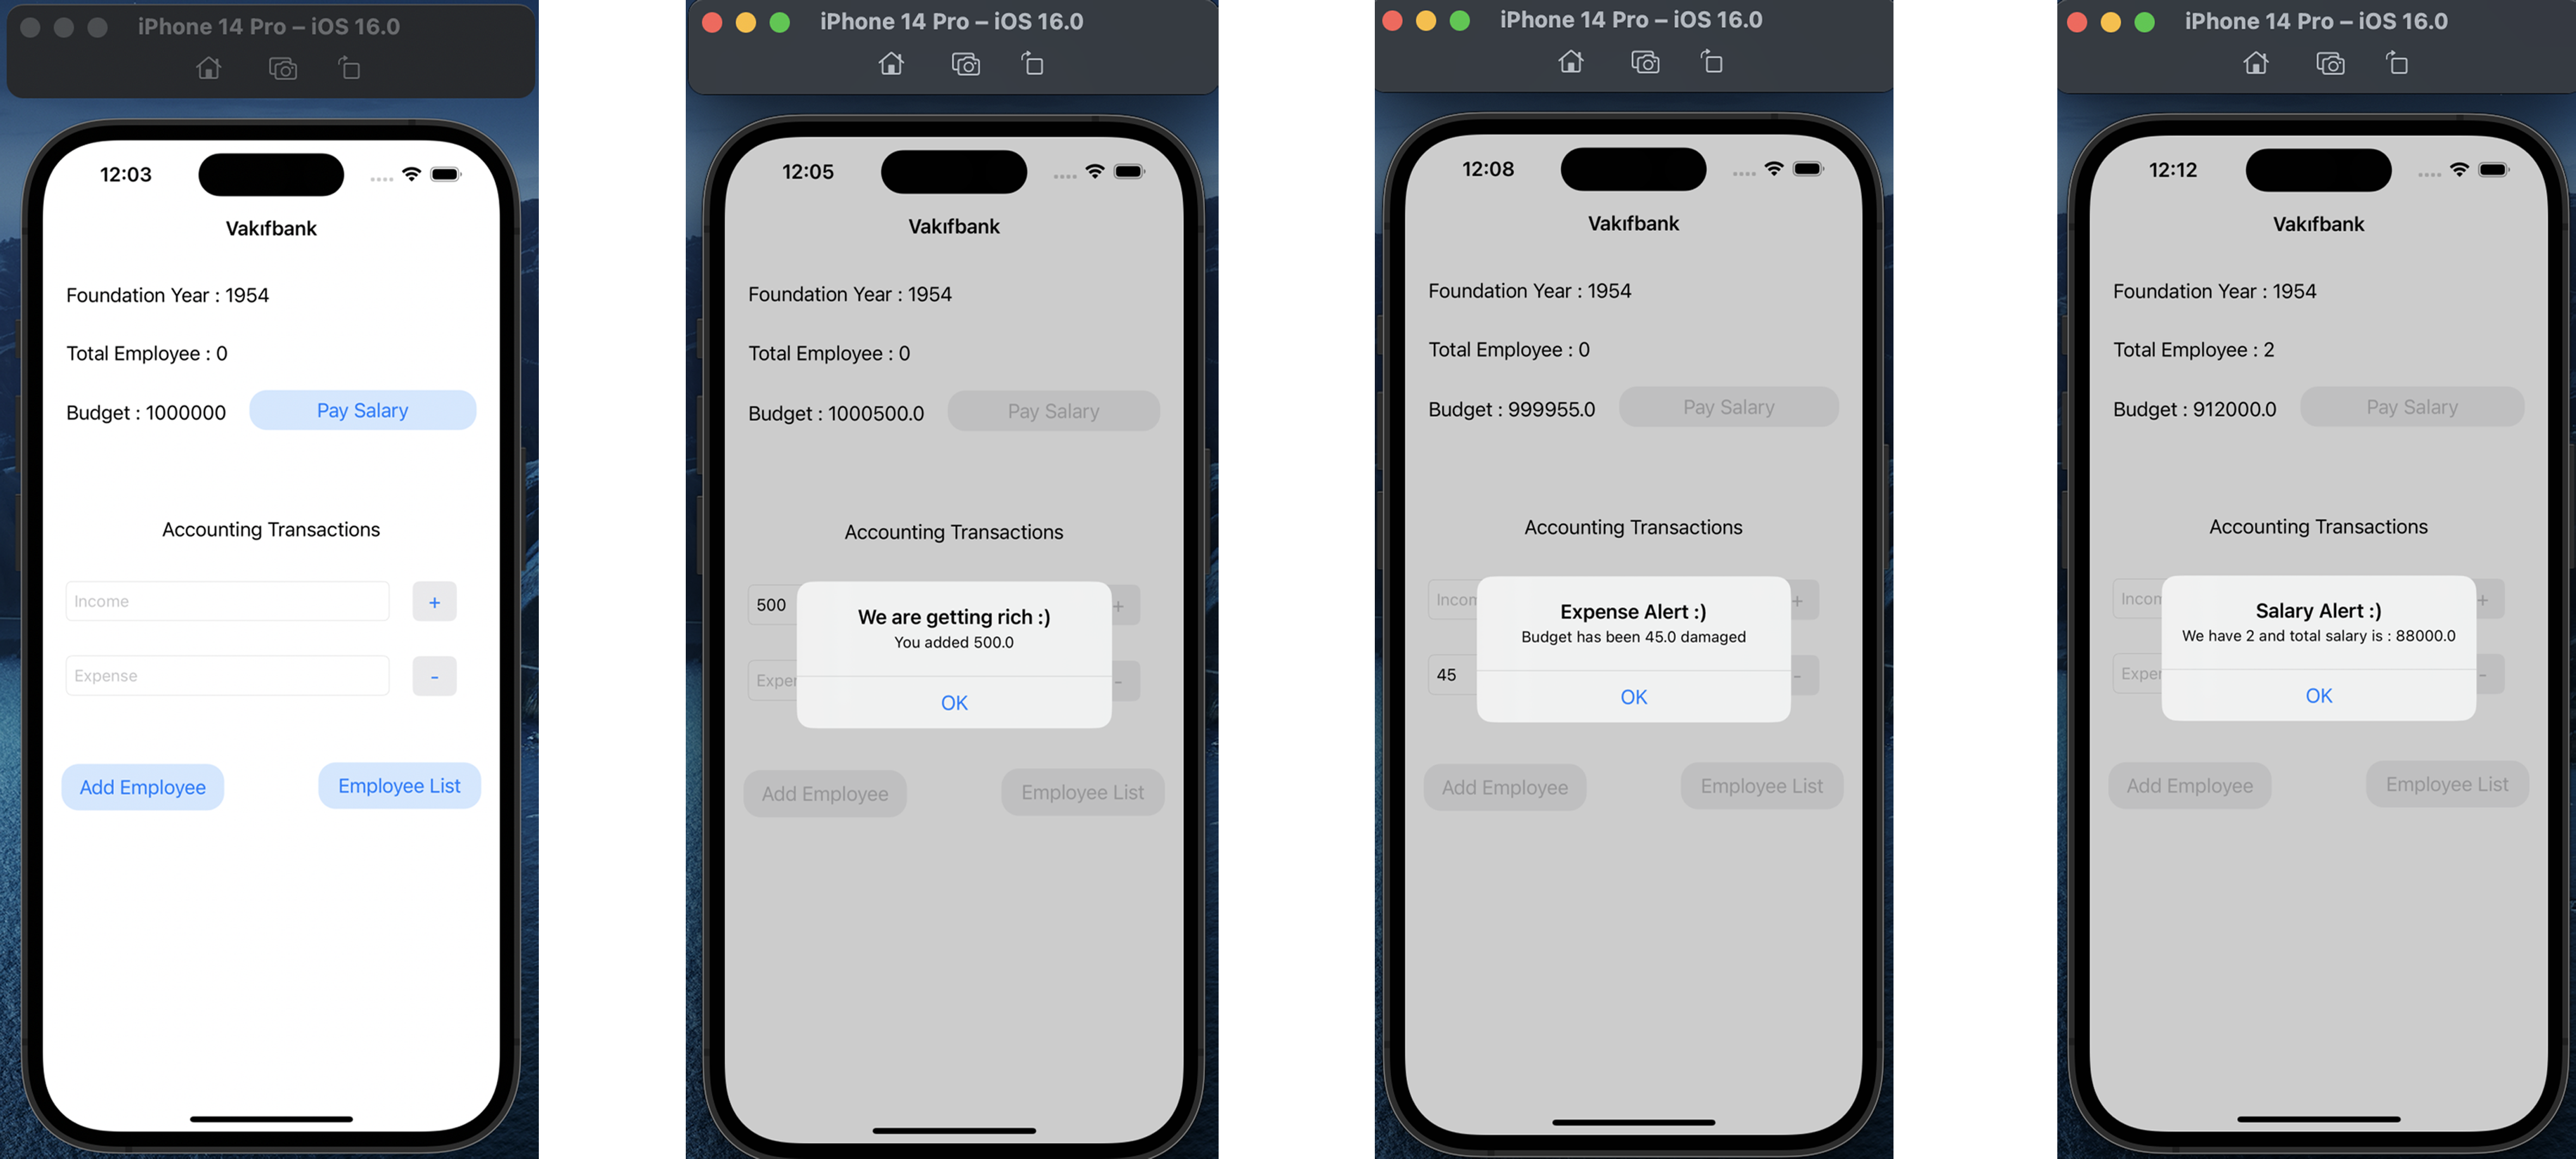 iPhone 14 Pro – iOS 16.0
12:03
Vakıfbank
Foundation Year : 1954
Total Employee : 0
Budget : 1000000
Pay Salary
Accounting Transactions
Income
+
Expense
-
Add Employee
Employee List
iPhone 14 Pro – iOS 16.0
12:05
Vakıfbank
Foundation Year : 1954
Total Employee : 0
Budget : 1000500.0
Pay Salary
Accounting Transactions
500
+
We are getting rich :)
You added 500.0
Exper
-
OK
Add Employee
Employee List
iPhone 14 Pro – iOS 16.0
12:08
Vakıfbank
Foundation Year : 1954
Total Employee : 0
Budget : 999955.0
Pay Salary
Accounting Transactions
Incom
+
Expense Alert :)
Budget has been 45.0 damaged
45
-
OK
Add Employee
Employee List
iPhone 14 Pro – iOS 16.0
12:12
Vakıfbank
Foundation Year : 1954
Total Employee : 2
Budget : 912000.0
Pay Salary
Accounting Transactions
Incom
+
Salary Alert :)
We have 2 and total salary is : 88000.0
Exper
-
OK
Add Employee
Employee List